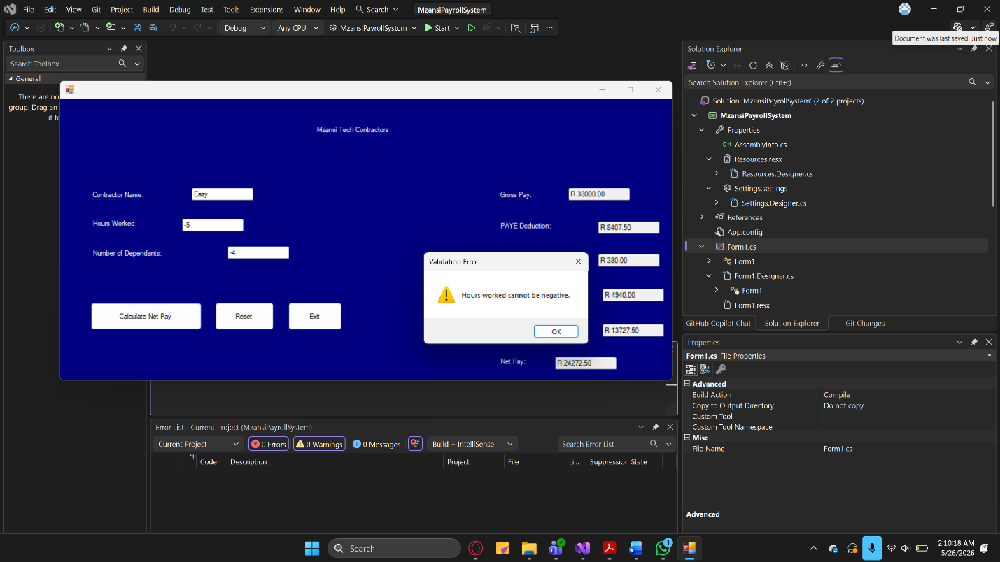 File Edit View Git Project Build Debug Test Tools Extensions Window Help Search MzansiPayrollSystem
Debug Any CPU MzansiPayrollSystem Start
Document was last saved: Just now
Toolbox
Search Toolbox
General
There are no
group. Drag an
it to
Mzansi Tech Contractors
Contractor Name: Eazy
Hours Worked: -5
Number of Dependants: -4
Calculate Net Pay Reset Exit
Gross Pay: R 38000.00
PAYE Deduction: R 8407.50
R 380.00
R 4940.00
R 13727.50
Net Pay: R 24272.50
Validation Error
Hours worked cannot be negative.
OK
Error List - Current Project (MzansiPayrollSystem)
Current Project 0 Errors 0 Warnings 0 Messages Build + IntelliSense Search Error List
Code Description Project File Li... Suppression State
Solution Explorer
Search Solution Explorer (Ctrl+;)
Solution 'MzansiPayrollSystem' (2 of 2 projects)
MzansiPayrollSystem
Properties
C# AssemblyInfo.cs
Resources.resx
Resources.Designer.cs
Settings.settings
Settings.Designer.cs
References
App.config
Form1.cs
Form1
Form1.Designer.cs
Form1
Form1.resx
GitHub Copilot Chat Solution Explorer Git Changes
Properties
Form1.cs File Properties
Advanced
Build Action Compile
Copy to Output Directory Do not copy
Custom Tool
Custom Tool Namespace
Misc
File Name Form1.cs
Advanced
Search
1
2:10:18 AM
5/26/2026